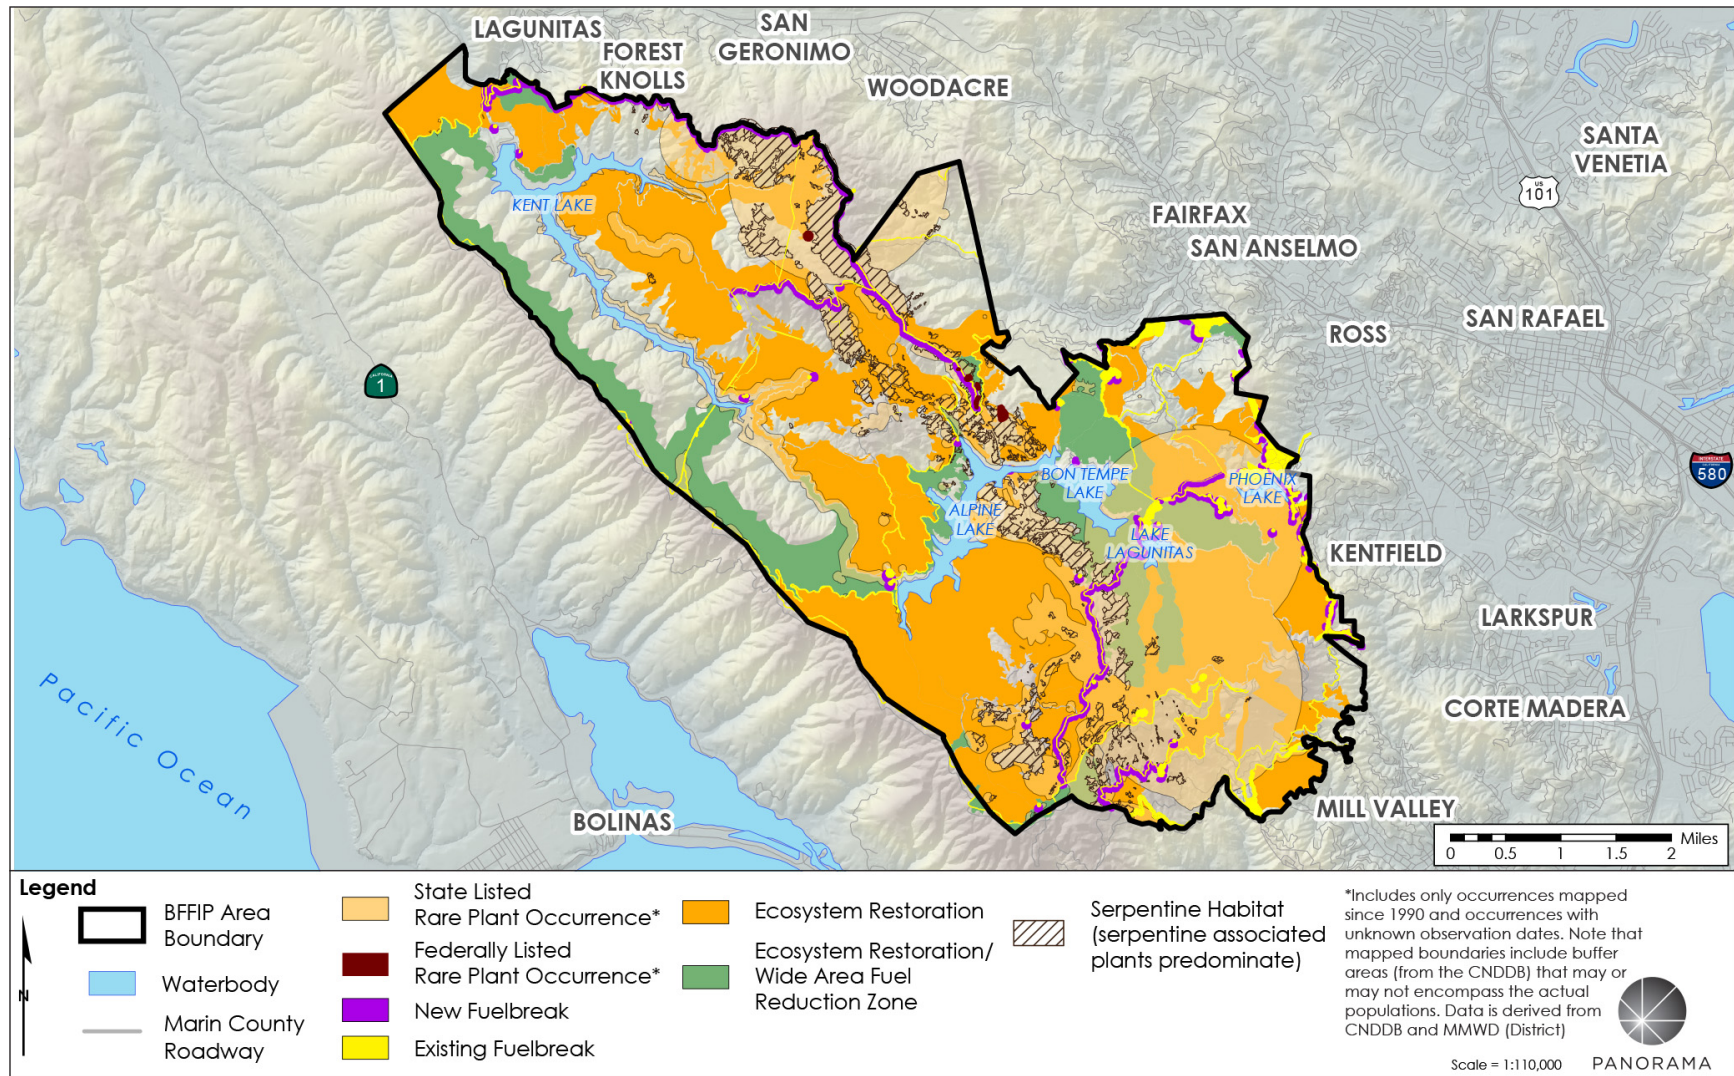 LAGUNITAS
FOREST
KNOLLS
SAN
GERONIMO
WOODACRE
SANTA
VENETIA
US
101
KENT LAKE
FAIRFAX
SAN ANSELMO
SAN RAFAEL
ROSS
CALIFORNIA
1
INTERSTATE
CALIFORNIA
580
BON TEMPE
LAKE
PHOENIX
LAKE
ALPINE
LAKE
LAKE
LAGUNITAS
KENTFIELD
LARKSPUR
CORTE MADERA
Pacific Ocean
BOLINAS
MILL VALLEY
Miles
0 0.5 1 1.5 2
Legend
N
BFFIP Area
Boundary
Waterbody
Marin County
Roadway
State Listed
Rare Plant Occurrence*
Federally Listed
Rare Plant Occurrence*
New Fuelbreak
Existing Fuelbreak
Ecosystem Restoration
Ecosystem Restoration/
Wide Area Fuel
Reduction Zone
Serpentine Habitat
(serpentine associated
plants predominate)
*Includes only occurrences mapped
since 1990 and occurrences with
unknown observation dates. Note that
mapped boundaries include buffer
areas (from the CNDDB) that may or
may not encompass the actual
populations. Data is derived from
CNDDB and MMWD (District)
Scale = 1:110,000
PANORAMA